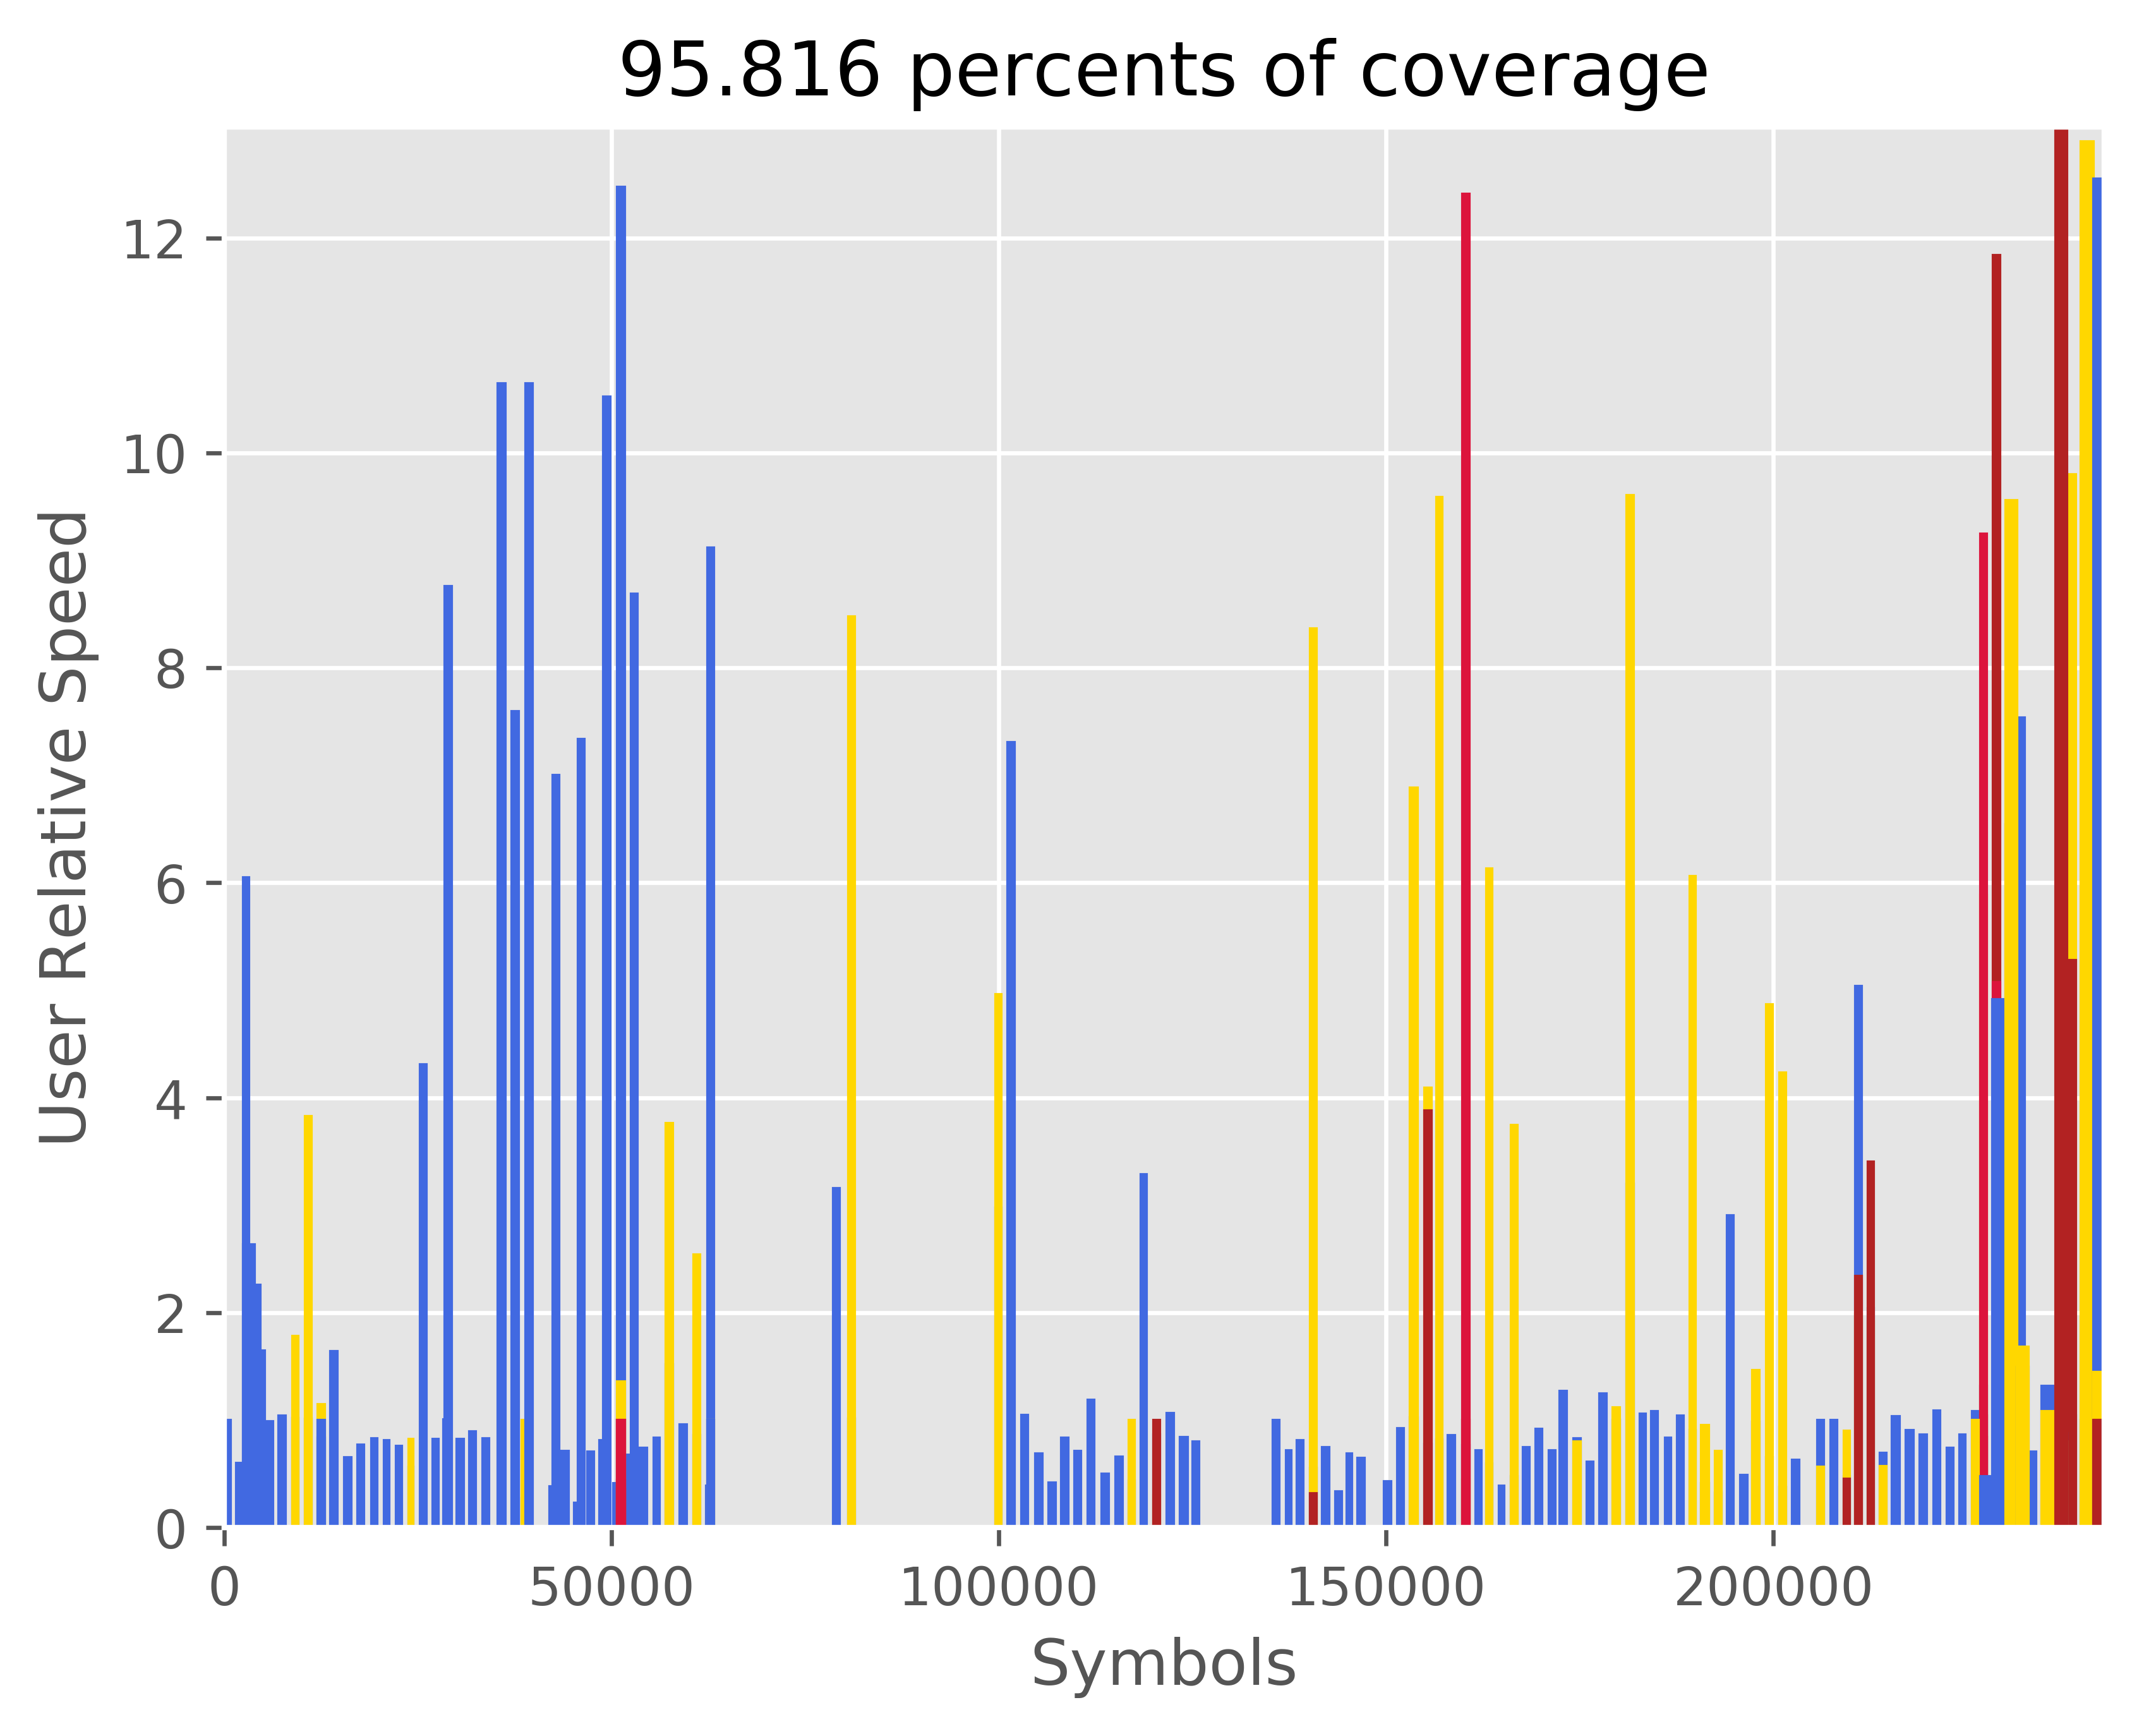 95.816 percents of coverage
User Relative Speed
12
10
8
6
4
2
0
0 50000 100000 150000 200000
Symbols